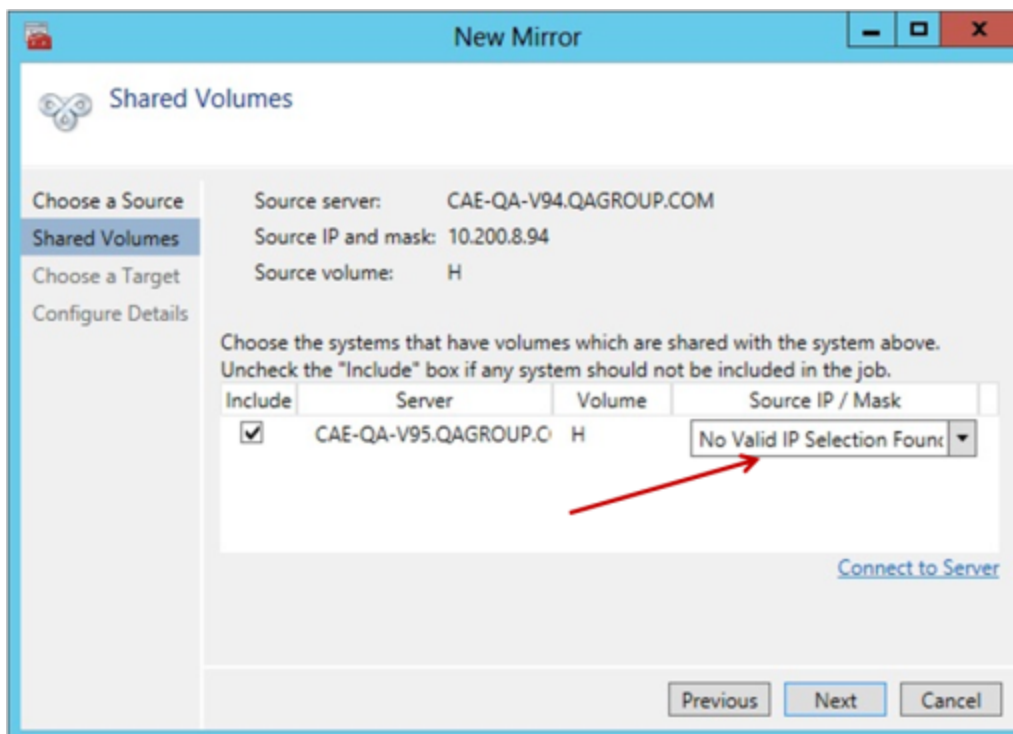 New Mirror
Shared Volumes
Choose a Source
Shared Volumes
Choose a Target
Configure Details
Source server: CAE-QA-V94.QAGROUP.COM
Source IP and mask: 10.200.8.94
Source volume: H
Choose the systems that have volumes which are shared with the system above.
Uncheck the "Include" box if any system should not be included in the job.
Include Server Volume Source IP / Mask
CAE-QA-V95.QAGROUP.C H No Valid IP Selection Found
Connect to Server
Previous Next Cancel